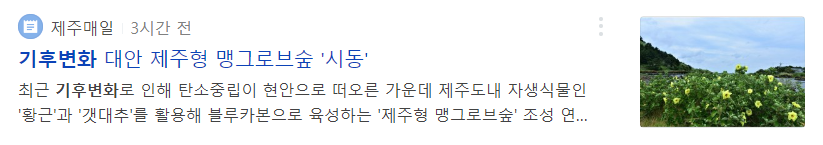 제주매일 3시간 전
기후변화 대안 제주형 맹그로브숲 '시동'
최근 기후변화로 인해 탄소중립이 현안으로 떠오른 가운데 제주도내 자생식물인
'황근'과 '갯대추'를 활용해 블루카본으로 육성하는 '제주형 맹그로브숲' 조성 연...